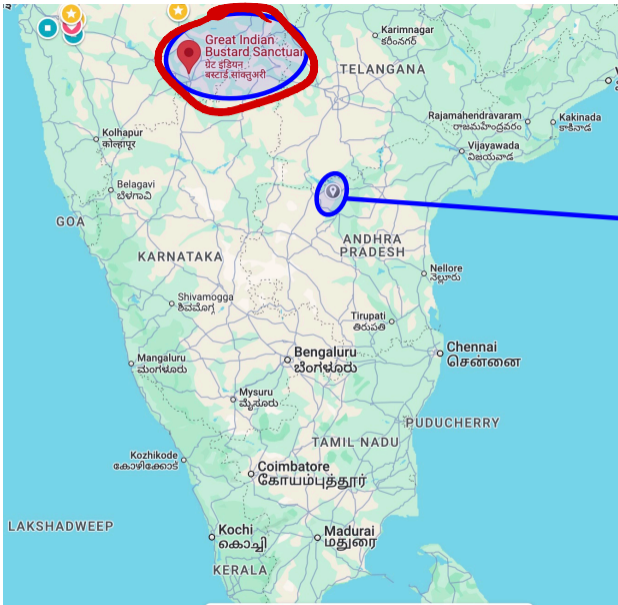 Great Indian
Bustard Sanctuar
ग्रेट इंडियन
बस्टार्ड सांक्तुअरी
Karimnagar
కరీంనగర్
TELANGANA
Rajamahendravaram
రాజమహేంద్రవరం
Kakinada
కాకినాడ
Kolhapur
कोल्हापूर
Vijayawada
విజయవాడ
Belagavi
ಬೆಳಗಾವಿ
GOA
KARNATAKA
ANDHRA
PRADESH
Nellore
నెల్లూరు
Shivamogga
ಶಿವಮೊಗ್ಗ
Tirupati
తిరుపతి
Bengaluru
ಬೆಂಗಳೂರು
Chennai
சென்னை
Mangaluru
ಮಂಗಳೂರು
Mysuru
ಮೈಸೂರು
PUDUCHERRY
TAMIL NADU
Kozhikode
കോഴിക്കോട്
Coimbatore
கோயம்புத்தூர்
LAKSHADWEEP
Kochi
കൊച്ചി
Madurai
மதுரை
KERALA